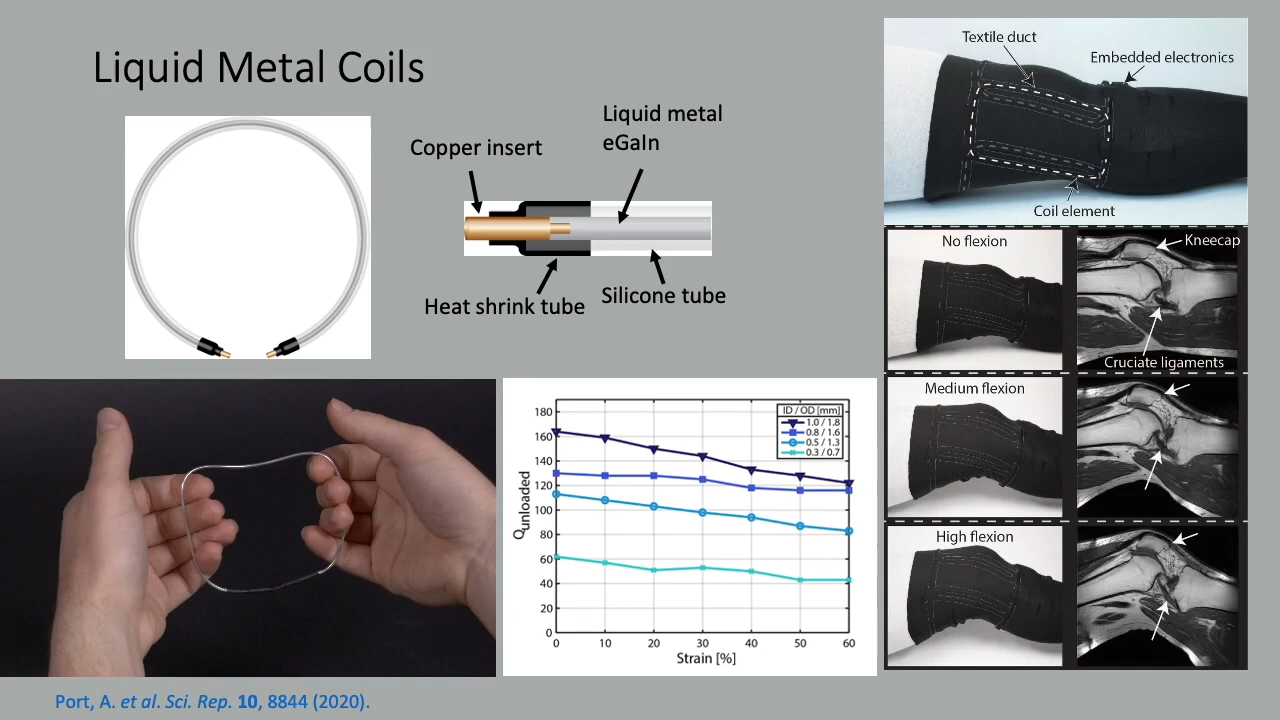 Liquid Metal Coils
Copper insert
Liquid metal
eGaIn
Heat shrink tube
Silicone tube
Textile duct
Embedded electronics
Coil element
No flexion
Kneecap
Cruciate ligaments
Medium flexion
High flexion
Qunloaded
180
160
140
120
100
80
60
40
20
0
0 10 20 30 40 50 60
Strain [%]
ID / OD [mm]
1.0 / 1.8
0.8 / 1.6
0.5 / 1.3
0.3 / 0.7
Port, A. et al. Sci. Rep. 10, 8844 (2020).